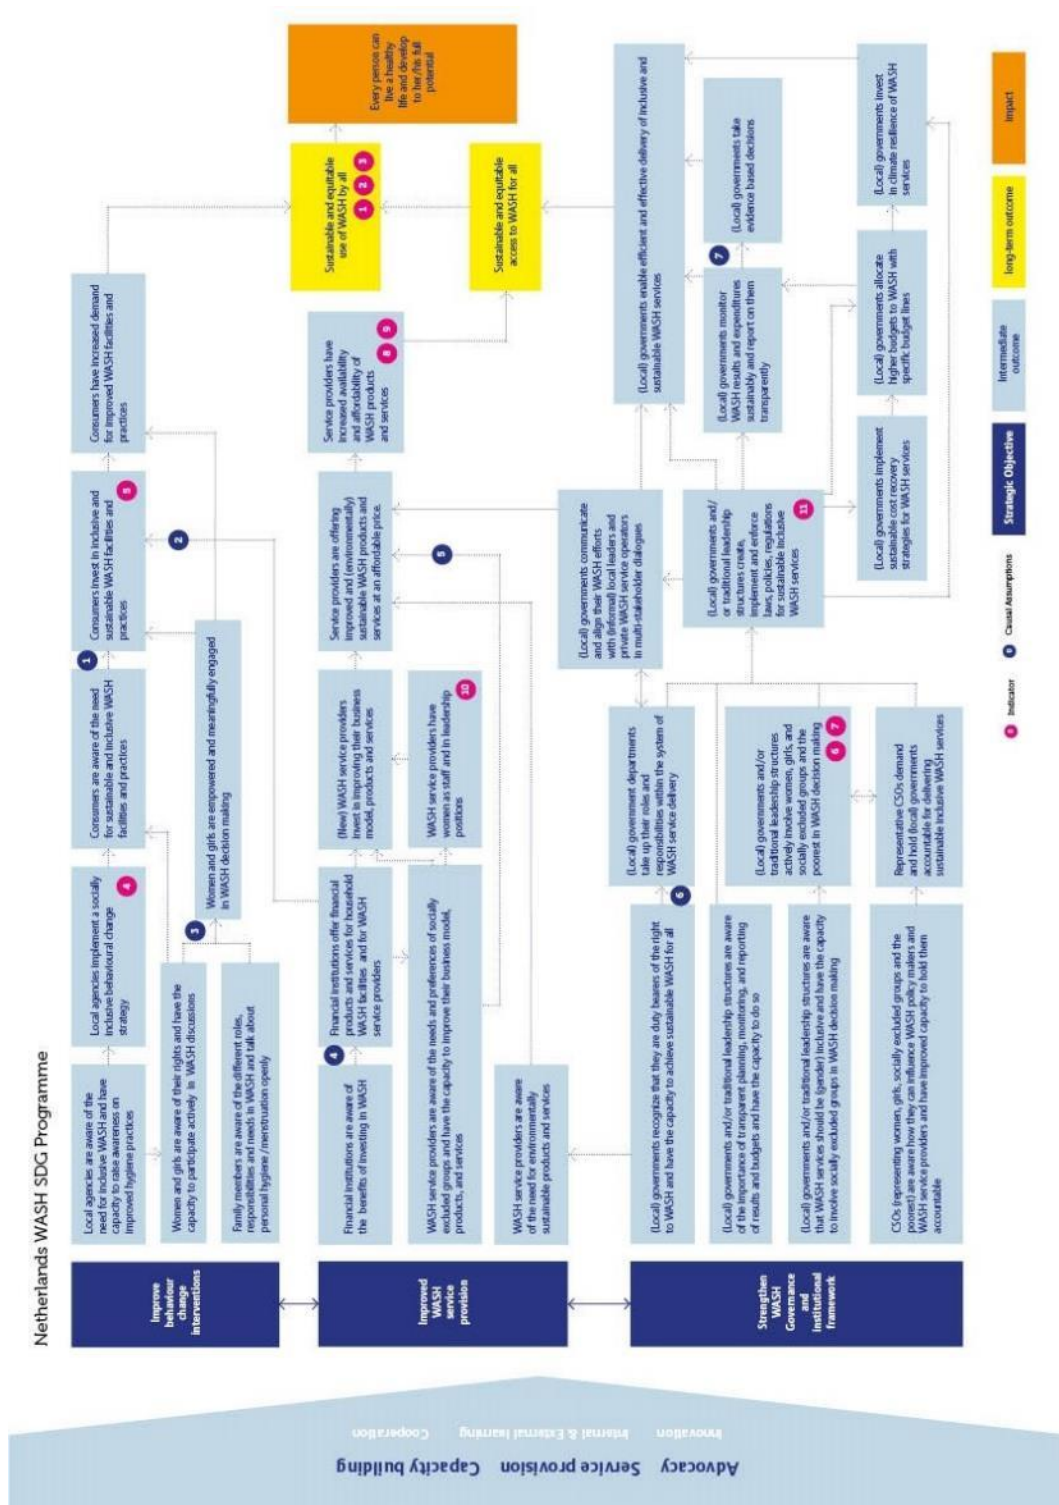 Netherlands WASH SDG Programme
Advocacy Service provision Capacity building
Innovation Internal & External learning Cooperation
Improve
behaviour
change
interventions
Local agencies are aware of the
need for inclusive WASH and have
capacity to raise awareness on
improved hygiene practices
Local agencies implement a socially
inclusive behavioural change
strategy
4
Consumers are aware of the need
for sustainable and inclusive WASH
facilities and practices
1
Consumers invest in inclusive and
sustainable WASH facilities and
practices
5
Consumers have increased demand
for improved WASH facilities and
practices
Women and girls are aware of their rights and have the
capacity to participate actively in WASH discussions
Family members are aware of the different roles,
responsibilities and needs in WASH and talk about
personal hygiene /menstruation openly
3
Women and girls are empowered and meaningfully engaged
in WASH decision making
2
Improved
WASH
service
provision
Financial institutions are aware of
the benefits of investing in WASH
4
Financial institutions offer financial
products and services for household
WASH facilities and for WASH
service providers
(New) WASH service providers
invest in improving their business
model, products and services
Service providers are offering
improved and (environmentally)
sustainable WASH products and
services at an affordable price.
Service providers have
increased availability
and affordability of
WASH products
and services
8 9
WASH service providers are aware of the needs and preferences of socially
excluded groups and have the capacity to improve their business model,
products, and services
WASH service providers have
women as staff and in leadership
positions
10
5
WASH service providers are aware
of the need for environmentally
sustainable products and services
Sustainable and equitable
use of WASH by all
1 2 3
Every person can
live a healthy
life and develop
to her/his full
potential
Sustainable and equitable
access to WASH for all
Strengthen
WASH
Governance
and
Institutional
framework
(Local) governments recognize that they are duty bearers of the right
to WASH and have the capacity to achieve sustainable WASH for all
6
(Local) government departments
take up their roles and
responsibilities within the system of
WASH service delivery
(Local) governments communicate
and align their WASH efforts
with (informal) local leaders and
private WASH service operators
in multi-stakeholder dialogues
(Local) governments enable efficient and effective delivery of inclusive and
sustainable WASH services
(Local) governments and/or traditional leadership structures are aware
of the importance of transparent planning, monitoring, and reporting
of results and budgets and have the capacity to do so
(Local) governments and/or traditional leadership structures are aware
that WASH services should be (gender) inclusive and have the capacity
to involve socially excluded groups in WASH decision making
(Local) governments and/or
traditional leadership structures
actively involve women, girls, and
socially excluded groups and the
poorest in WASH decision making
6 7
(Local) governments and/
or traditional leadership
structures create,
implement and enforce
laws, policies, regulations
for sustainable inclusive
WASH services
11
(Local) governments monitor
WASH results and expenditures
sustainably and report on them
transparently
7
(Local) governments take
evidence based decisions
CSOs (representing women, girls, socially excluded groups and the
poorest) are aware how they can influence WASH policy makers and
WASH service providers and have improved capacity to hold them
accountable
Representative CSOs demand
and hold (local) governments
accountable for delivering
sustainable inclusive WASH services
(Local) governments implement
sustainable cost recovery
strategies for WASH services
(Local) governments allocate
higher budgets to WASH with
specific budget lines
(Local) governments invest
in climate resilience of WASH
services
Indicator
Causal Assumptions
Strategic Objective
Intermediate
outcome
long-term outcome
Impact